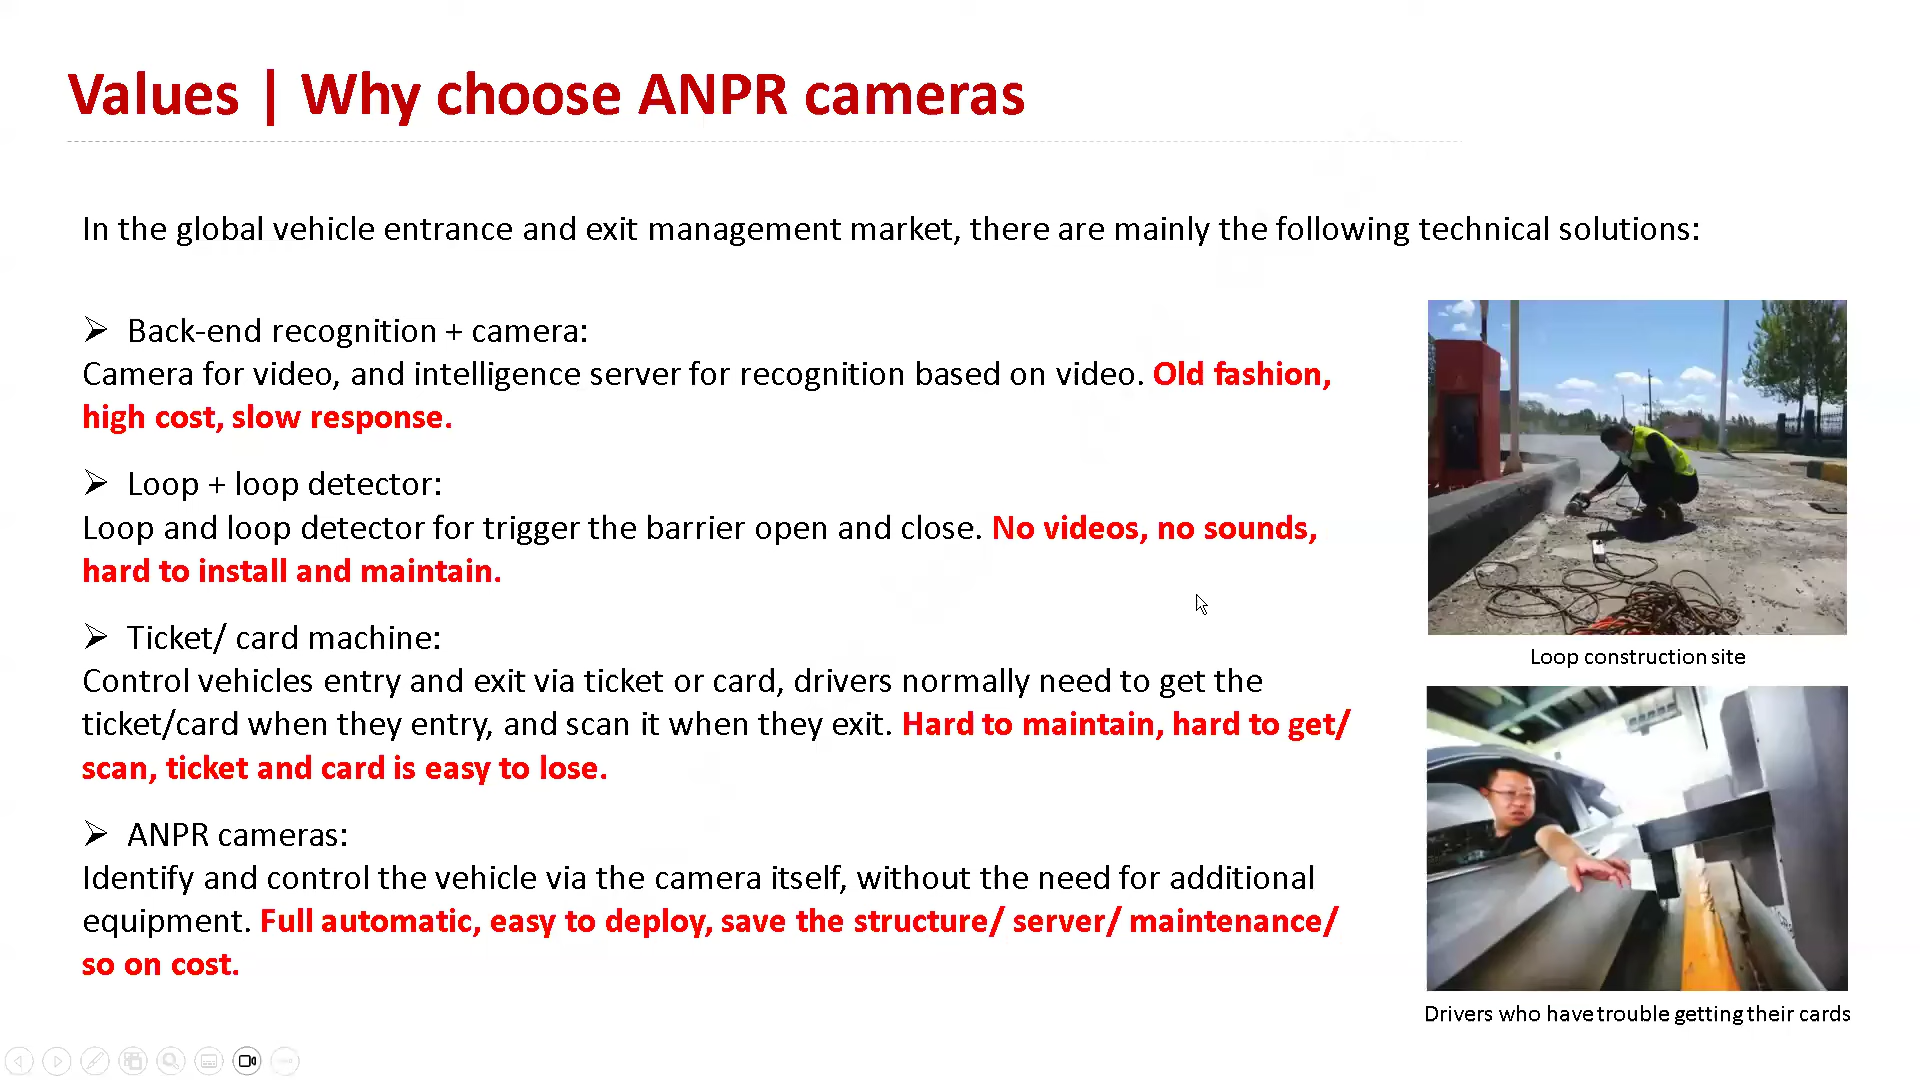 Values | Why choose ANPR cameras
In the global vehicle entrance and exit management market, there are mainly the following technical solutions:
➢ Back-end recognition + camera:
Camera for video, and intelligence server for recognition based on video. Old fashion,
high cost, slow response.
➢ Loop + loop detector:
Loop and loop detector for trigger the barrier open and close. No videos, no sounds,
hard to install and maintain.
➢ Ticket/ card machine:
Control vehicles entry and exit via ticket or card, drivers normally need to get the
ticket/card when they entry, and scan it when they exit. Hard to maintain, hard to get/
scan, ticket and card is easy to lose.
➢ ANPR cameras:
Identify and control the vehicle via the camera itself, without the need for additional
equipment. Full automatic, easy to deploy, save the structure/ server/ maintenance/
so on cost.
Loop construction site
Drivers who have trouble getting their cards